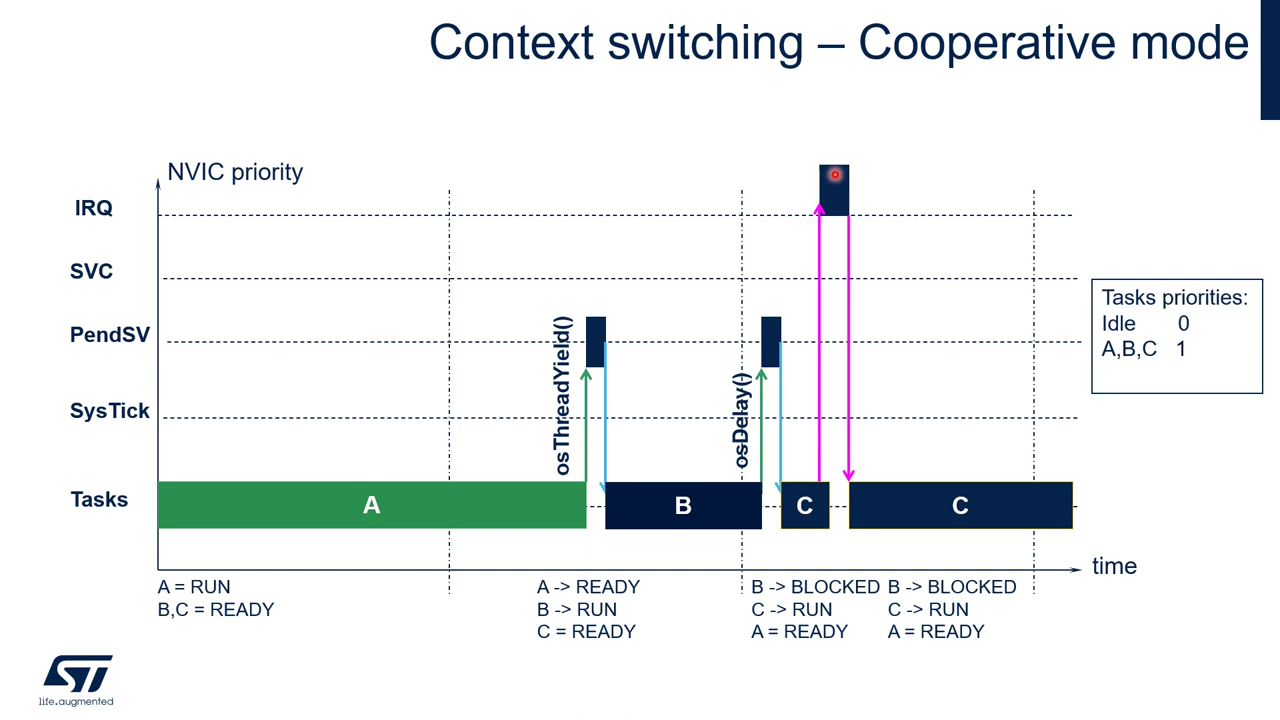 Context switching – Cooperative mode
NVIC priority
IRQ
SVC
PendSV
SysTick
Tasks
osThreadYield()
osDelay()
A
B
C
C
time
Tasks priorities:
Idle 0
A,B,C 1
A = RUN
B,C = READY
A -> READY
B -> RUN
C = READY
B -> BLOCKED
C -> RUN
A = READY
B -> BLOCKED
C -> RUN
A = READY
ST
life.augmented